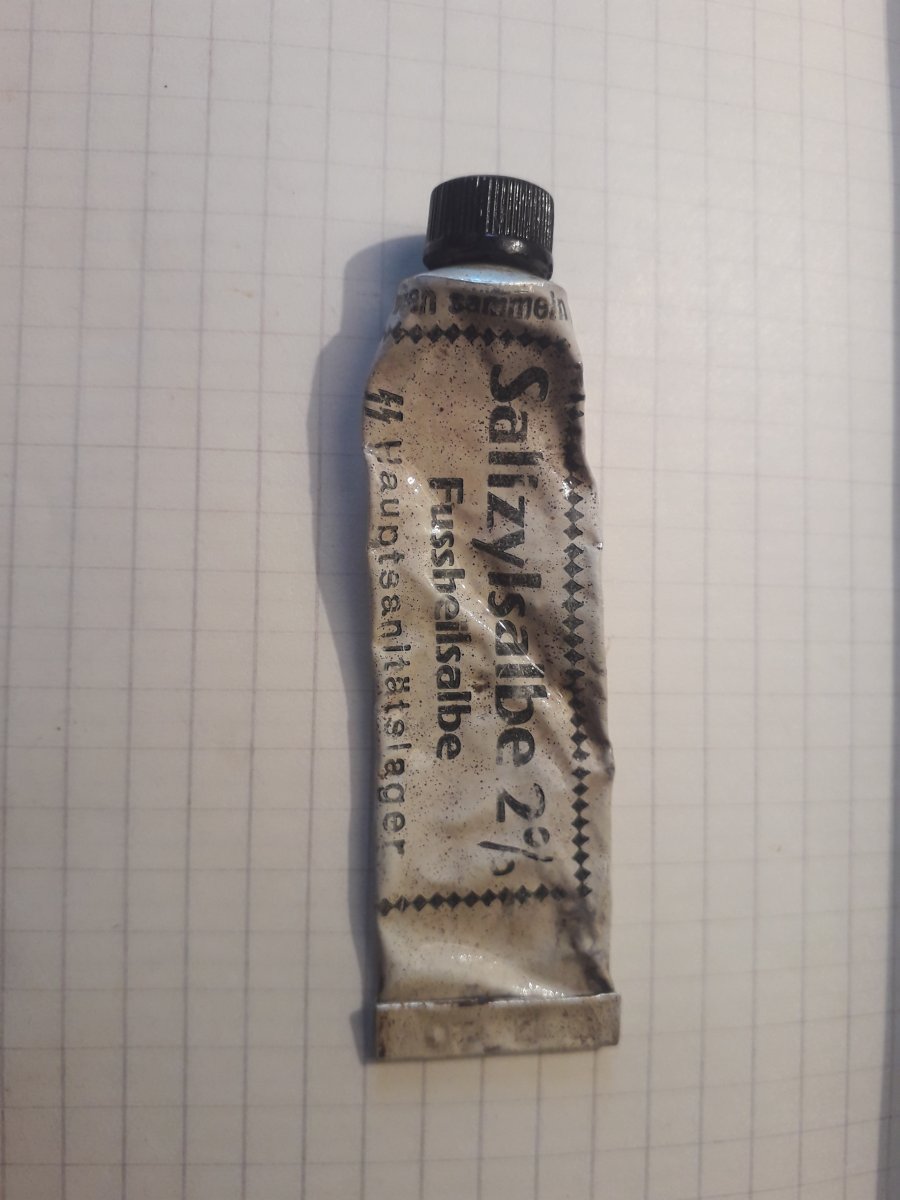 sammeln
Salizylsalbe 2%
Fussheilsalbe
ᛋᛋ Hauptsanitätslager